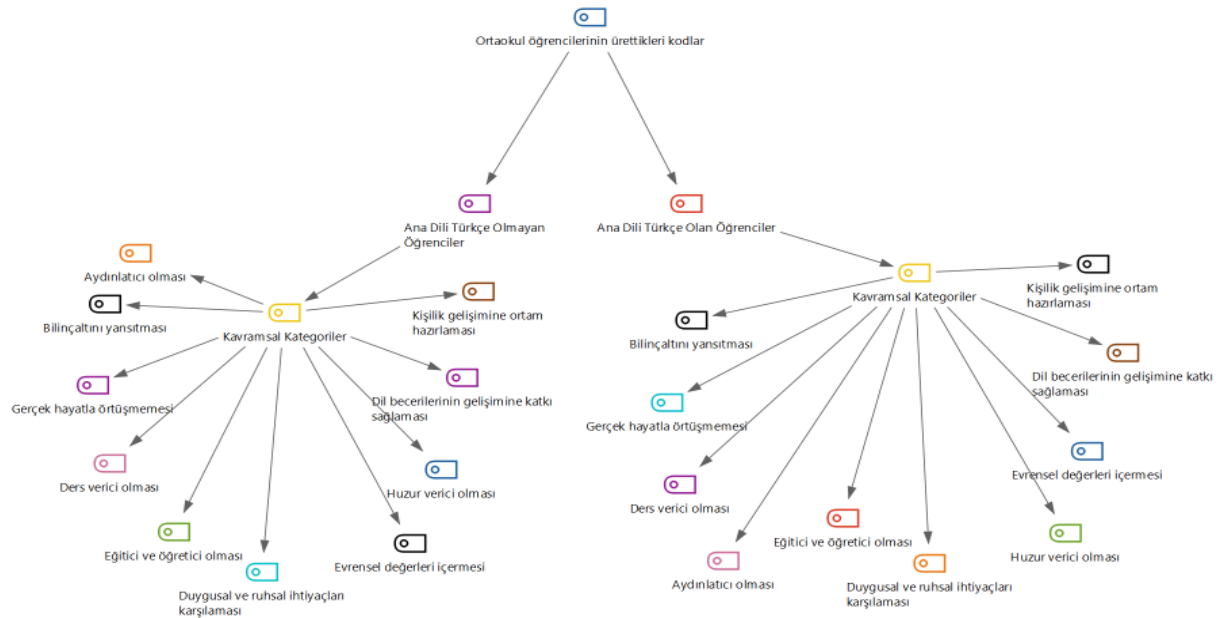 Ortaokul öğrencilerinin ürettikleri kodlar
Ana Dili Türkçe Olmayan
Öğrenciler
Ana Dili Türkçe Olan Öğrenciler
Aydınlatıcı olması
Bilinçaltını yansıtması
Kavramsal Kategoriler
Kişilik gelişimine ortam
hazırlaması
Gerçek hayatla örtüşmemesi
Dil becerilerinin gelişimine katkı
sağlaması
Ders verici olması
Huzur verici olması
Eğitici ve öğretici olması
Evrensel değerleri içermesi
Duygusal ve ruhsal ihtiyaçları
karşılaması
Kavramsal Kategoriler
Kişilik gelişimine ortam
hazırlaması
Bilinçaltını yansıtması
Dil becerilerinin gelişimine katkı
sağlaması
Gerçek hayatla örtüşmemesi
Evrensel değerleri içermesi
Ders verici olması
Eğitici ve öğretici olması
Huzur verici olması
Aydınlatıcı olması
Duygusal ve ruhsal ihtiyaçları
karşılaması